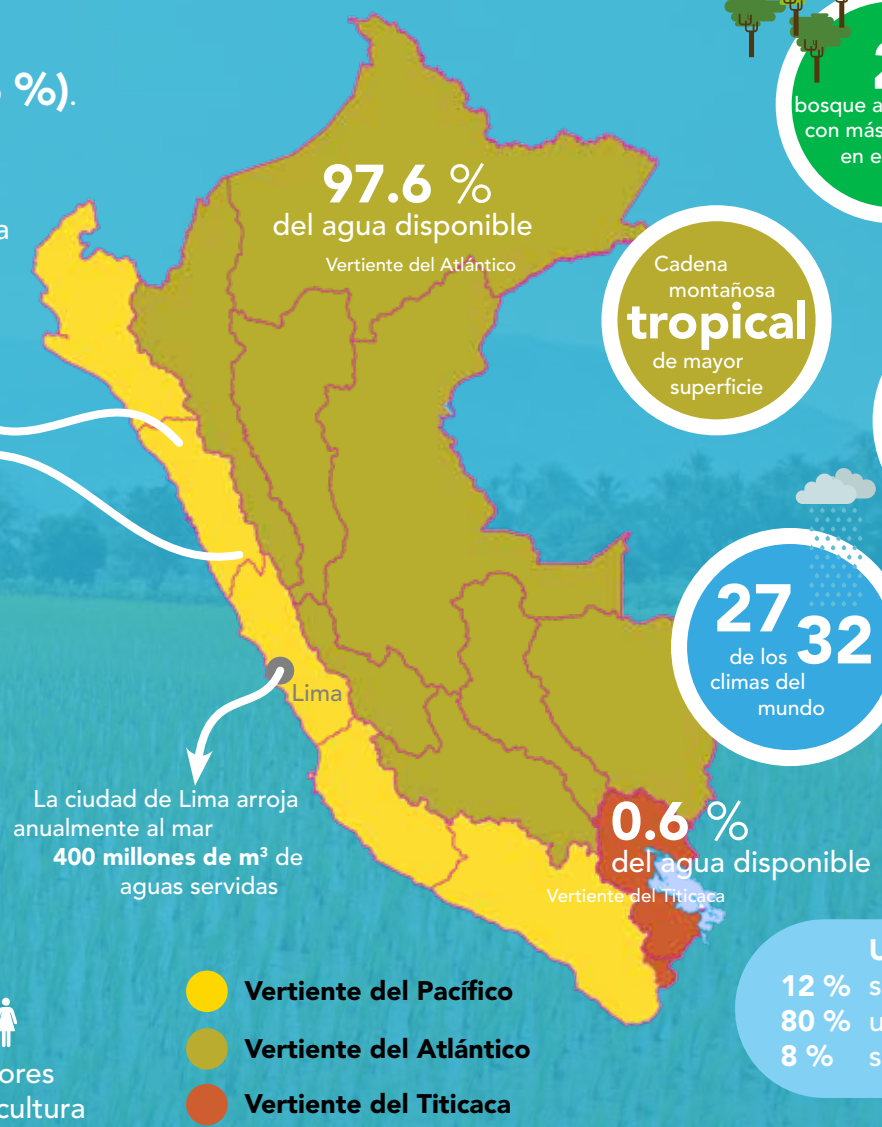 %).
97.6 %
del agua disponible
Vertiente del Atlántico
bosque
con más
en
Cadena
montañosa
tropical
de mayor
superficie
27
de los 32
climas del
mundo
Lima
La ciudad de Lima arroja
anualmente al mar
400 millones de m³ de
aguas servidas
0.6 %
del agua disponible
Vertiente del Titicaca
12 %
80 %
8 %
Vertiente del Pacífico
Vertiente del Atlántico
Vertiente del Titicaca